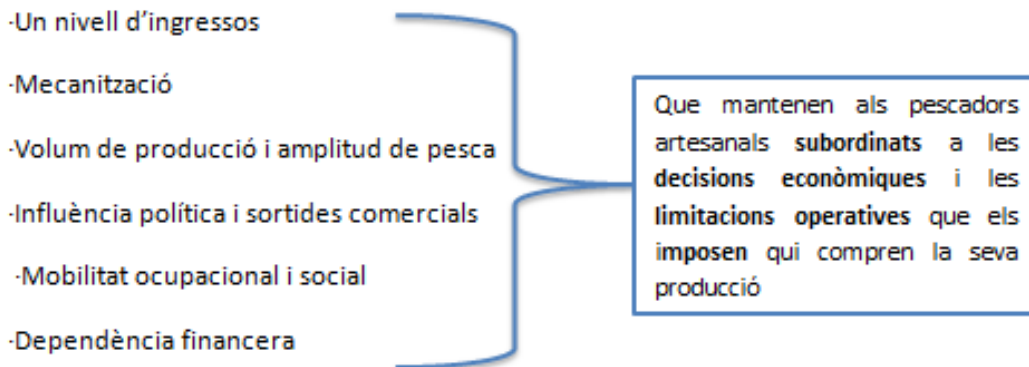 ·Un nivell d’ingressos
·Mecanització
·Volum de producció i amplitud de pesca
·Influència política i sortides comercials
·Mobilitat ocupacional i social
·Dependència financera
Que mantenen als pescadors
artesanals subordinats a les
decisions econòmiques i les
limitacions operatives que els
imposen qui compren la seva
producció